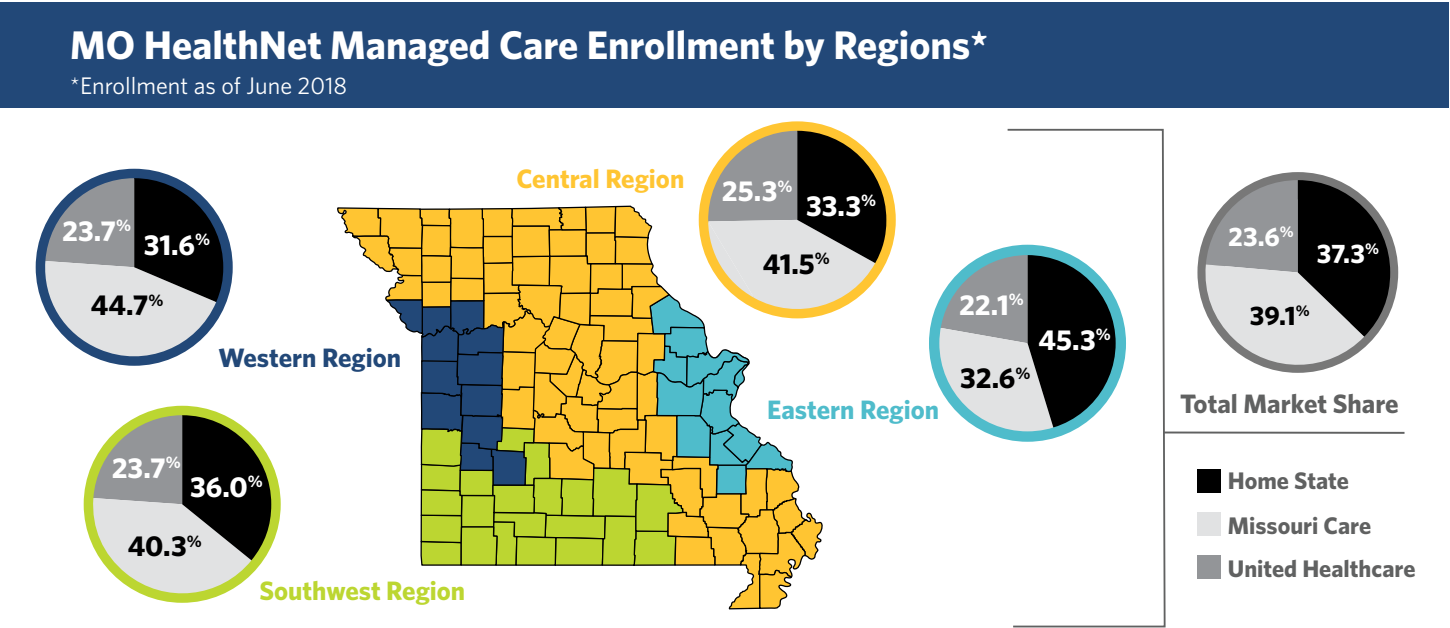 MO HealthNet Managed Care Enrollment by Regions*
*Enrollment as of June 2018
23.7%
31.6%
44.7%
Western Region
Central Region
25.3%
33.3%
41.5%
22.1%
45.3%
32.6%
Eastern Region
23.7%
36.0%
40.3%
Southwest Region
23.6%
37.3%
39.1%
Total Market Share
Home State
Missouri Care
United Healthcare